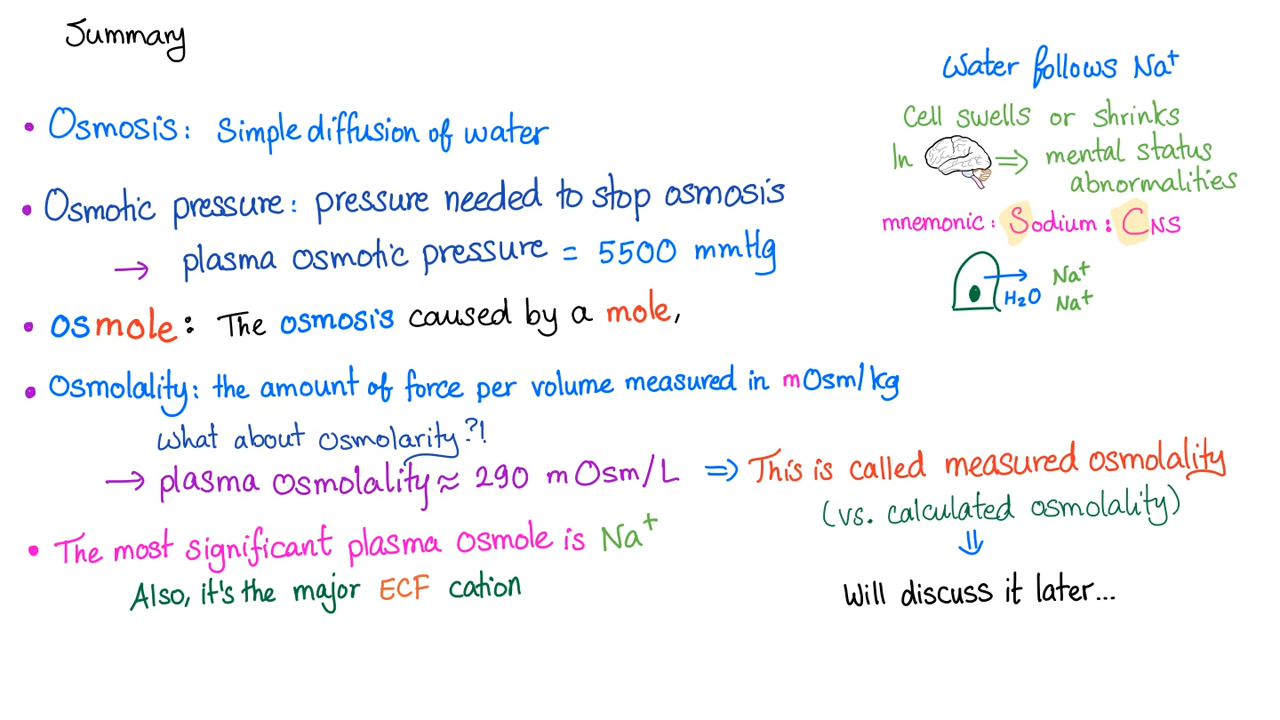 Summary
• Osmosis: Simple diffusion of water
• Osmotic pressure: pressure needed to stop osmosis
→ plasma osmotic pressure = 5500 mmHg
• osmole: The osmosis caused by a mole,
• Osmolality: the amount of force per volume measured in mOsm/kg
What about osmolarity?!
→ plasma osmolality ≈ 290 mOsm/L ⇒ This is called measured osmolality
(vs. calculated osmolality)
⇓
Will discuss it later...
• The most significant plasma osmole is Na⁺
Also, it's the major ECF cation
Water follows Na⁺
Cell swells or shrinks
In ⇒ mental status
abnormalities
mnemonic: Sodium: CNS
→ Na⁺
H₂O Na⁺